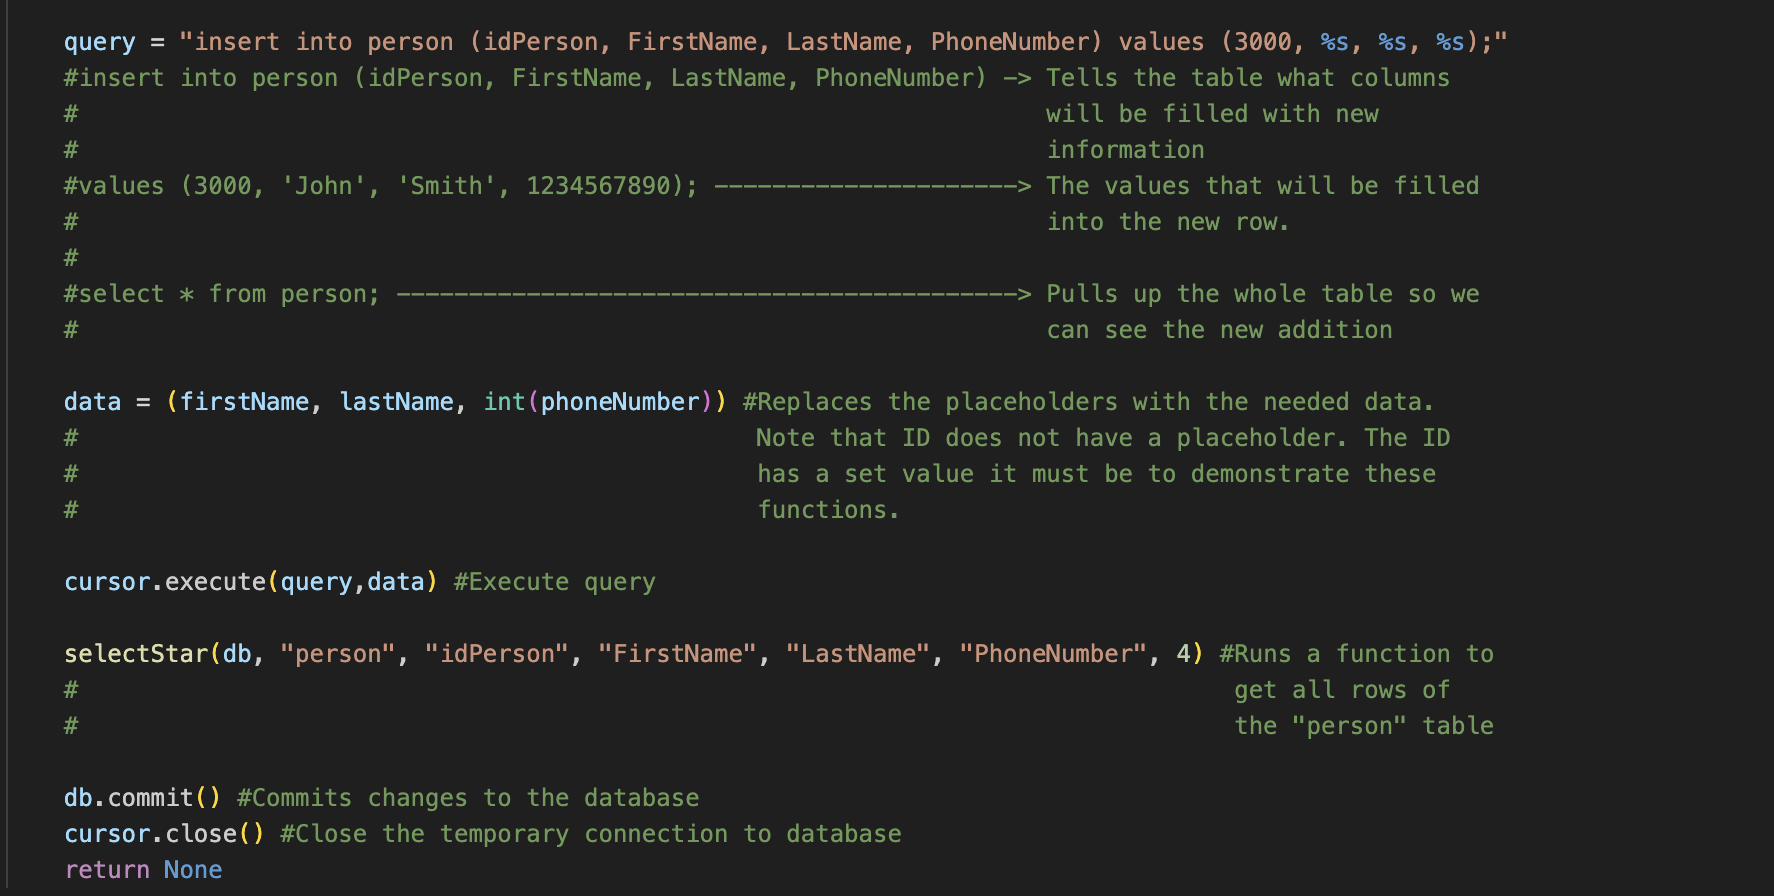 query = "insert into person (idPerson, FirstName, LastName, PhoneNumber) values (3000, %s, %s, %s);"
#insert into person (idPerson, FirstName, LastName, PhoneNumber) —> Tells the table what columns
# will be filled with new
# information
#values (3000, 'John', 'Smith', 1234567890); —————————————————————> The values that will be filled
# into the new row.
#
#select * from person; ———————————————————————————————————————————> Pulls up the whole table so we
# can see the new addition
data = (firstName, lastName, int(phoneNumber)) #Replaces the placeholders with the needed data.
# Note that ID does not have a placeholder. The ID
# has a set value it must be to demonstrate these
# functions.
cursor.execute(query,data) #Execute query
selectStar(db, "person", "idPerson", "FirstName", "LastName", "PhoneNumber", 4) #Runs a function to
# get all rows of
# the "person" table
db.commit() #Commits changes to the database
cursor.close() #Close the temporary connection to database
return None